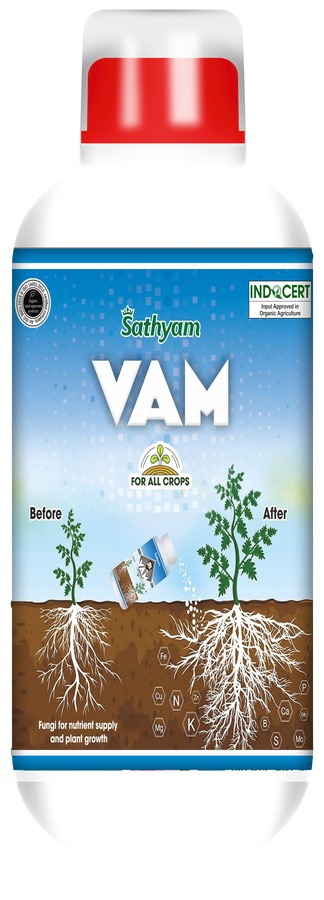 INDOCERT
Input Approved in
Organic Agriculture
Sathyam
VAM
FOR ALL CROPS
Before
After
Fe
Cu
N
Zn
Mg
K
B
Ca
P
S
Mo
Fungi for nutrient supply
and plant growth